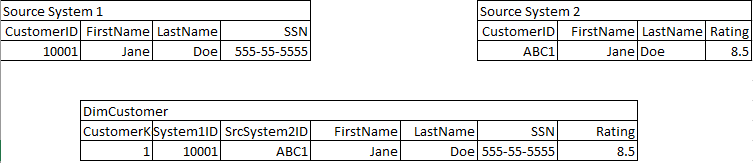 Source System 1 Source System 2
CustomerID FirstName LastName SSN CustomerID FirstName LastName Rating
10001 Jane Doe 555-55-5555 ABC1 Jane Doe 8.5
DimCustomer
CustomerK System1ID SrcSystem2ID FirstName LastName SSN Rating
1 10001 ABC1 Jane Doe 555-55-5555 8.5